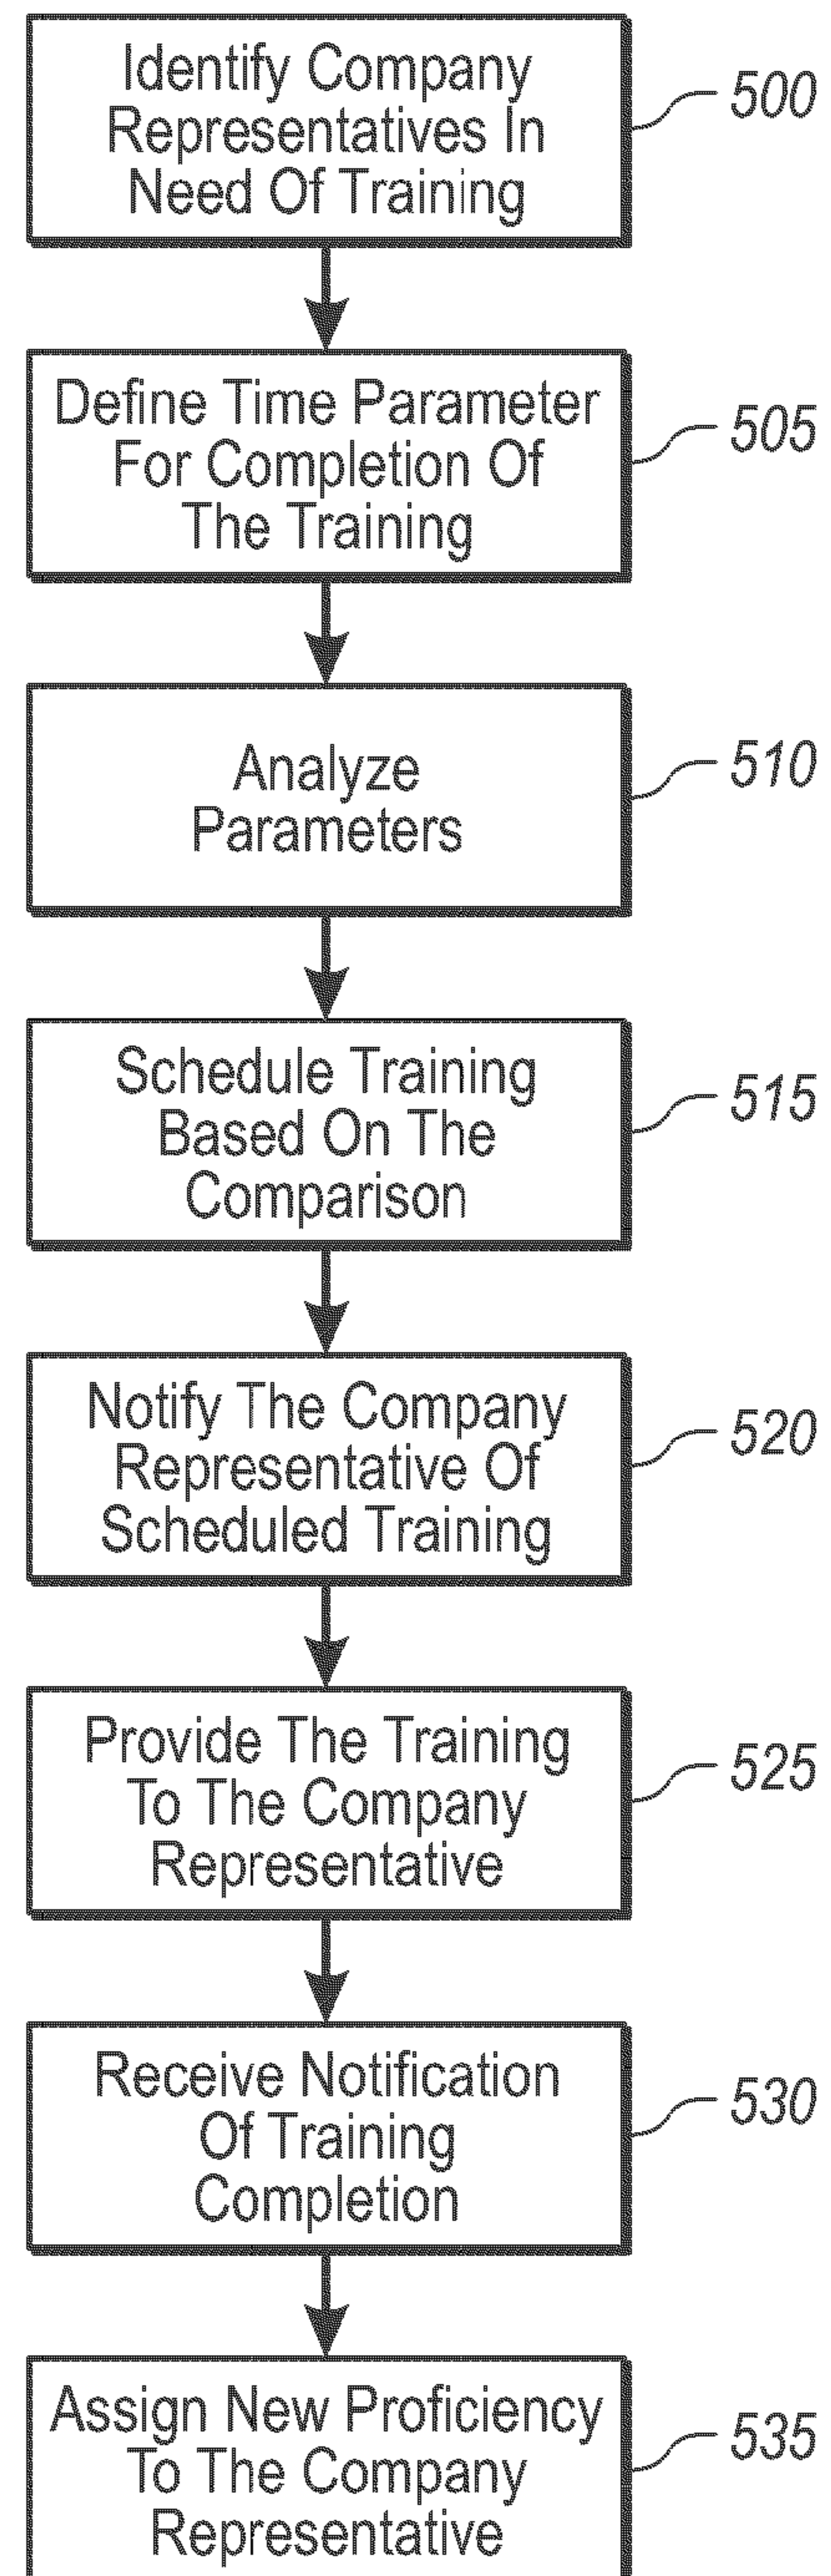 Identify Company
Representatives In
Need Of Training
500
Define Time Parameter
For Completion Of
The Training
505
Analyze
Parameters
510
Schedule Training
Based On The
Comparison
515
Notify The Company
Representative Of
Scheduled Training
520
Provide The Training
To The Company
Representative
525
Receive Notification
Of Training
Completion
530
Assign New Proficiency
To The Company
Representative
535